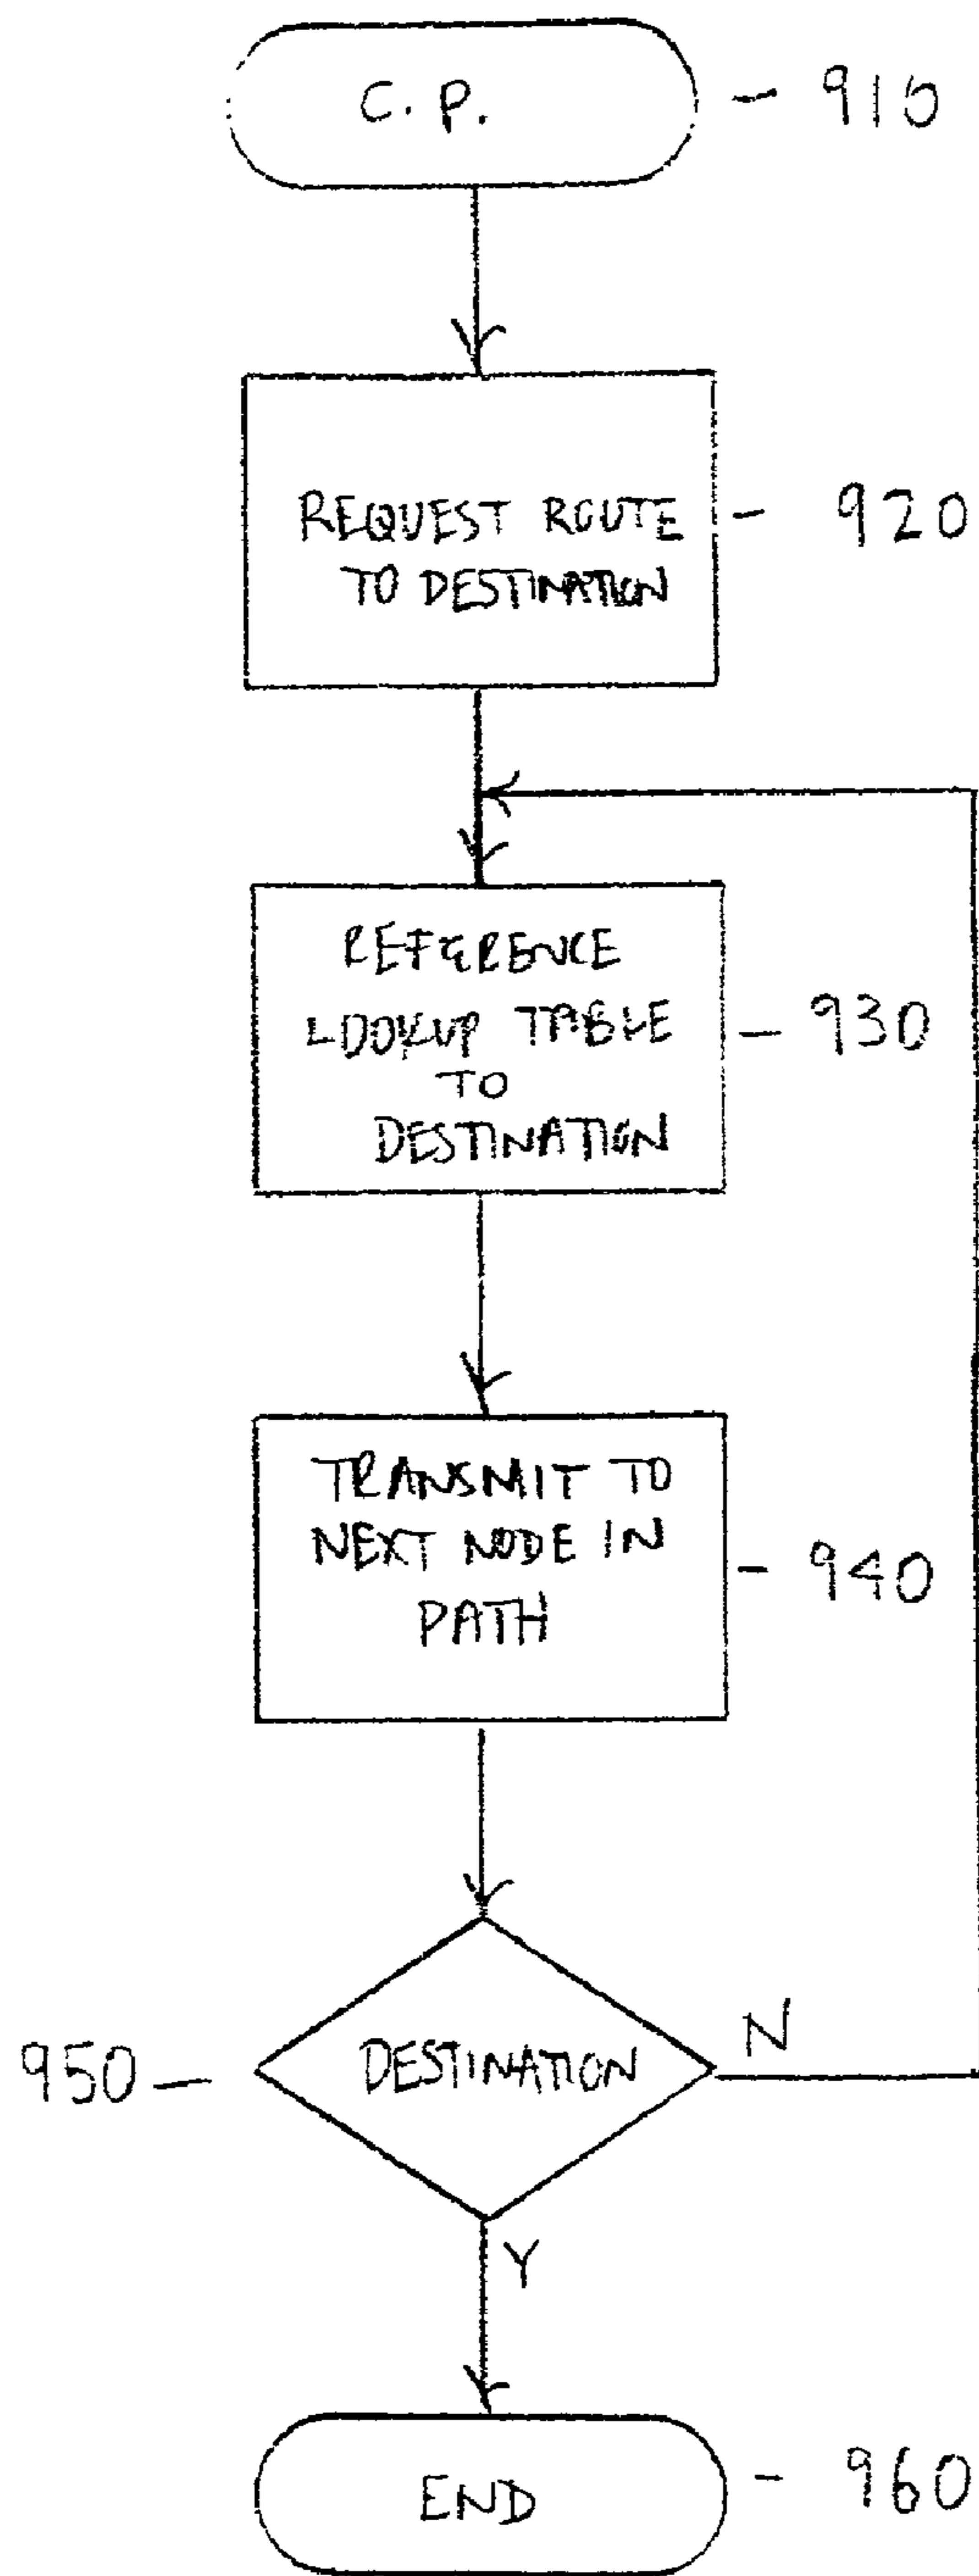 C.P. - 910
REQUEST ROUTE - 920
TO DESTINATION
REFERENCE
LOOKUP TABLE - 930
TO
DESTINATION
TRANSMIT TO
NEXT NODE IN - 940
PATH
950 - DESTINATION N
Y
END - 960